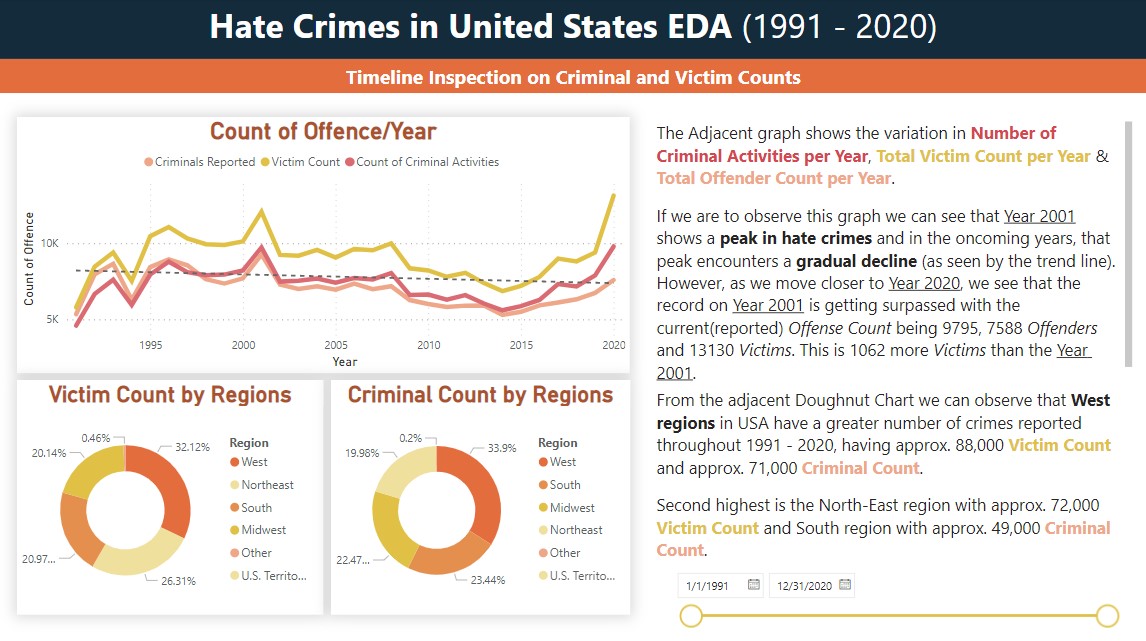 Hate Crimes in United States EDA (1991 - 2020)
Timeline Inspection on Criminal and Victim Counts
Count of Offence/Year
Criminals Reported Victim Count Count of Criminal Activities
Count of Offence
10K
5K
1995 2000 2005 2010 2015 2020
Year
Victim Count by Regions
0.46%
32.12%
20.14%
20.97...
26.31%
Region
West
Northeast
South
Midwest
Other
U.S. Territo...
Criminal Count by Regions
0.2%
33.9%
19.98%
22.47...
23.44%
Region
West
South
Midwest
Northeast
Other
U.S. Territo...
The Adjacent graph shows the variation in Number of
Criminal Activities per Year, Total Victim Count per Year &
Total Offender Count per Year.
If we are to observe this graph we can see that Year 2001
shows a peak in hate crimes and in the oncoming years, that
peak encounters a gradual decline (as seen by the trend line).
However, as we move closer to Year 2020, we see that the
record on Year 2001 is getting surpassed with the
current(reported) Offense Count being 9795, 7588 Offenders
and 13130 Victims. This is 1062 more Victims than the Year
2001.
From the adjacent Doughnut Chart we can observe that West
regions in USA have a greater number of crimes reported
throughout 1991 - 2020, having approx. 88,000 Victim Count
and approx. 71,000 Criminal Count.
Second highest is the North-East region with approx. 72,000
Victim Count and South region with approx. 49,000 Criminal
Count.
1/1/1991 12/31/2020